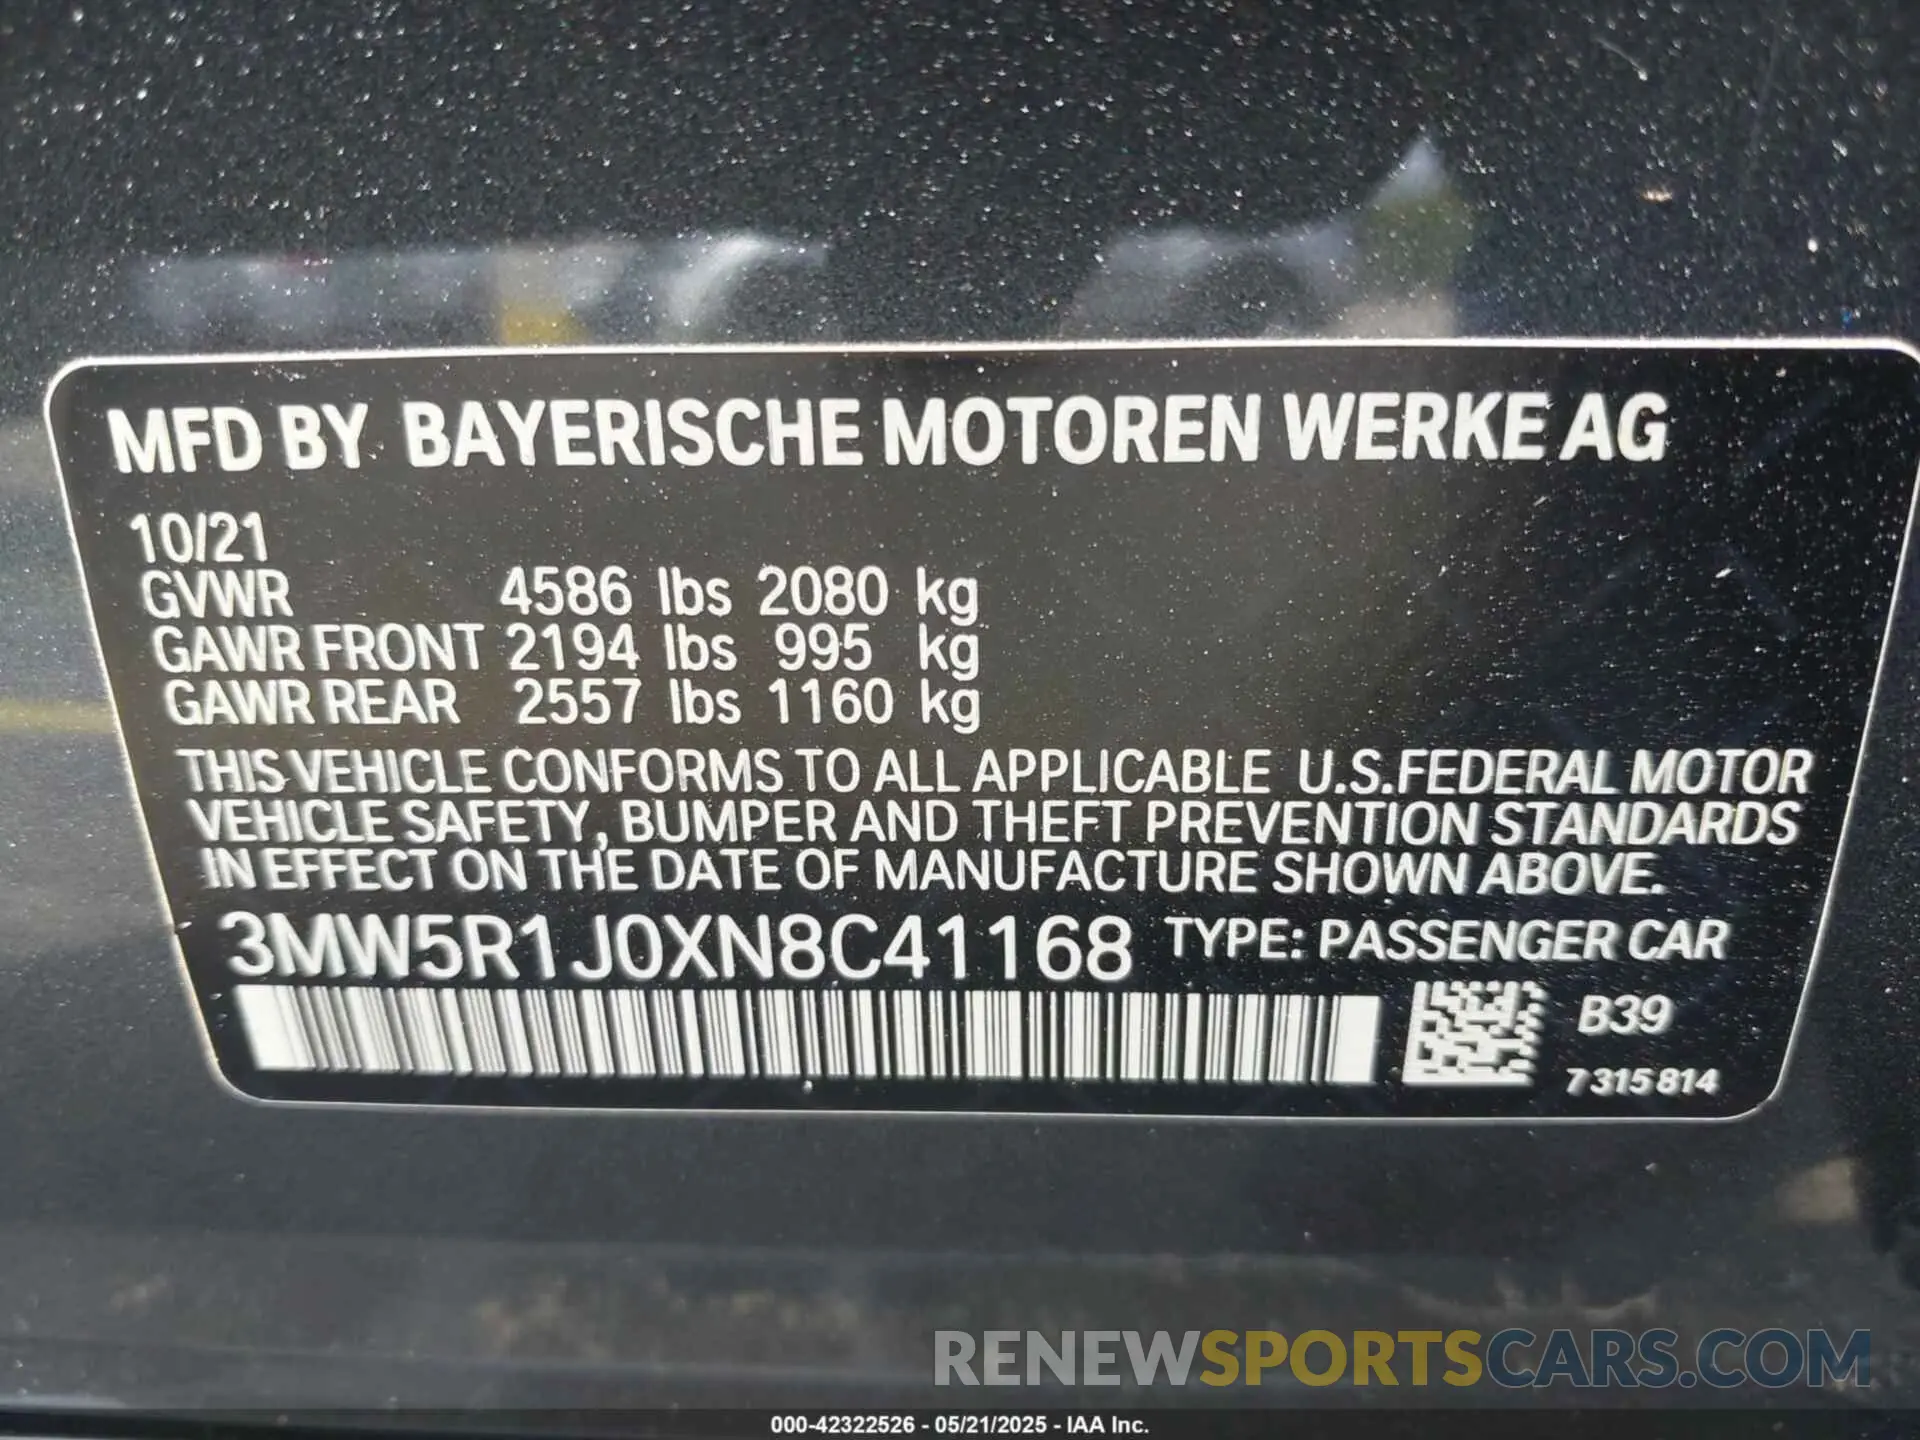 MFD BY BAYERISCHE MOTOREN WERKE AG
10/21
GVWR 4586 lbs 2080 kg
GAWR FRONT 2194 lbs 995 kg
GAWR REAR 2557 lbs 1160 kg
THIS VEHICLE CONFORMS TO ALL APPLICABLE U.S.FEDERAL MOTOR
VEHICLE SAFETY, BUMPER AND THEFT PREVENTION STANDARDS
IN EFFECT ON THE DATE OF MANUFACTURE SHOWN ABOVE.
3MW5R1J0XN8C41168 TYPE: PASSENGER CAR
B39
7 315 814
RENEWSPORTSCARS.COM
000-42322526 - 05/21/2025 - IAA Inc.